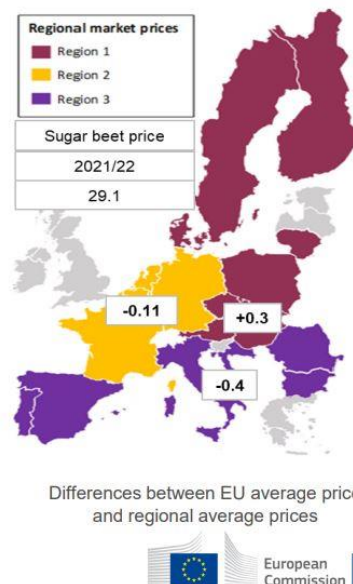 Regional market prices
Region 1
Region 2
Region 3
Sugar beet price
2021/22
29.1
-0.11
+0.3
-0.4
Differences between EU average price
and regional average prices
European
Commission